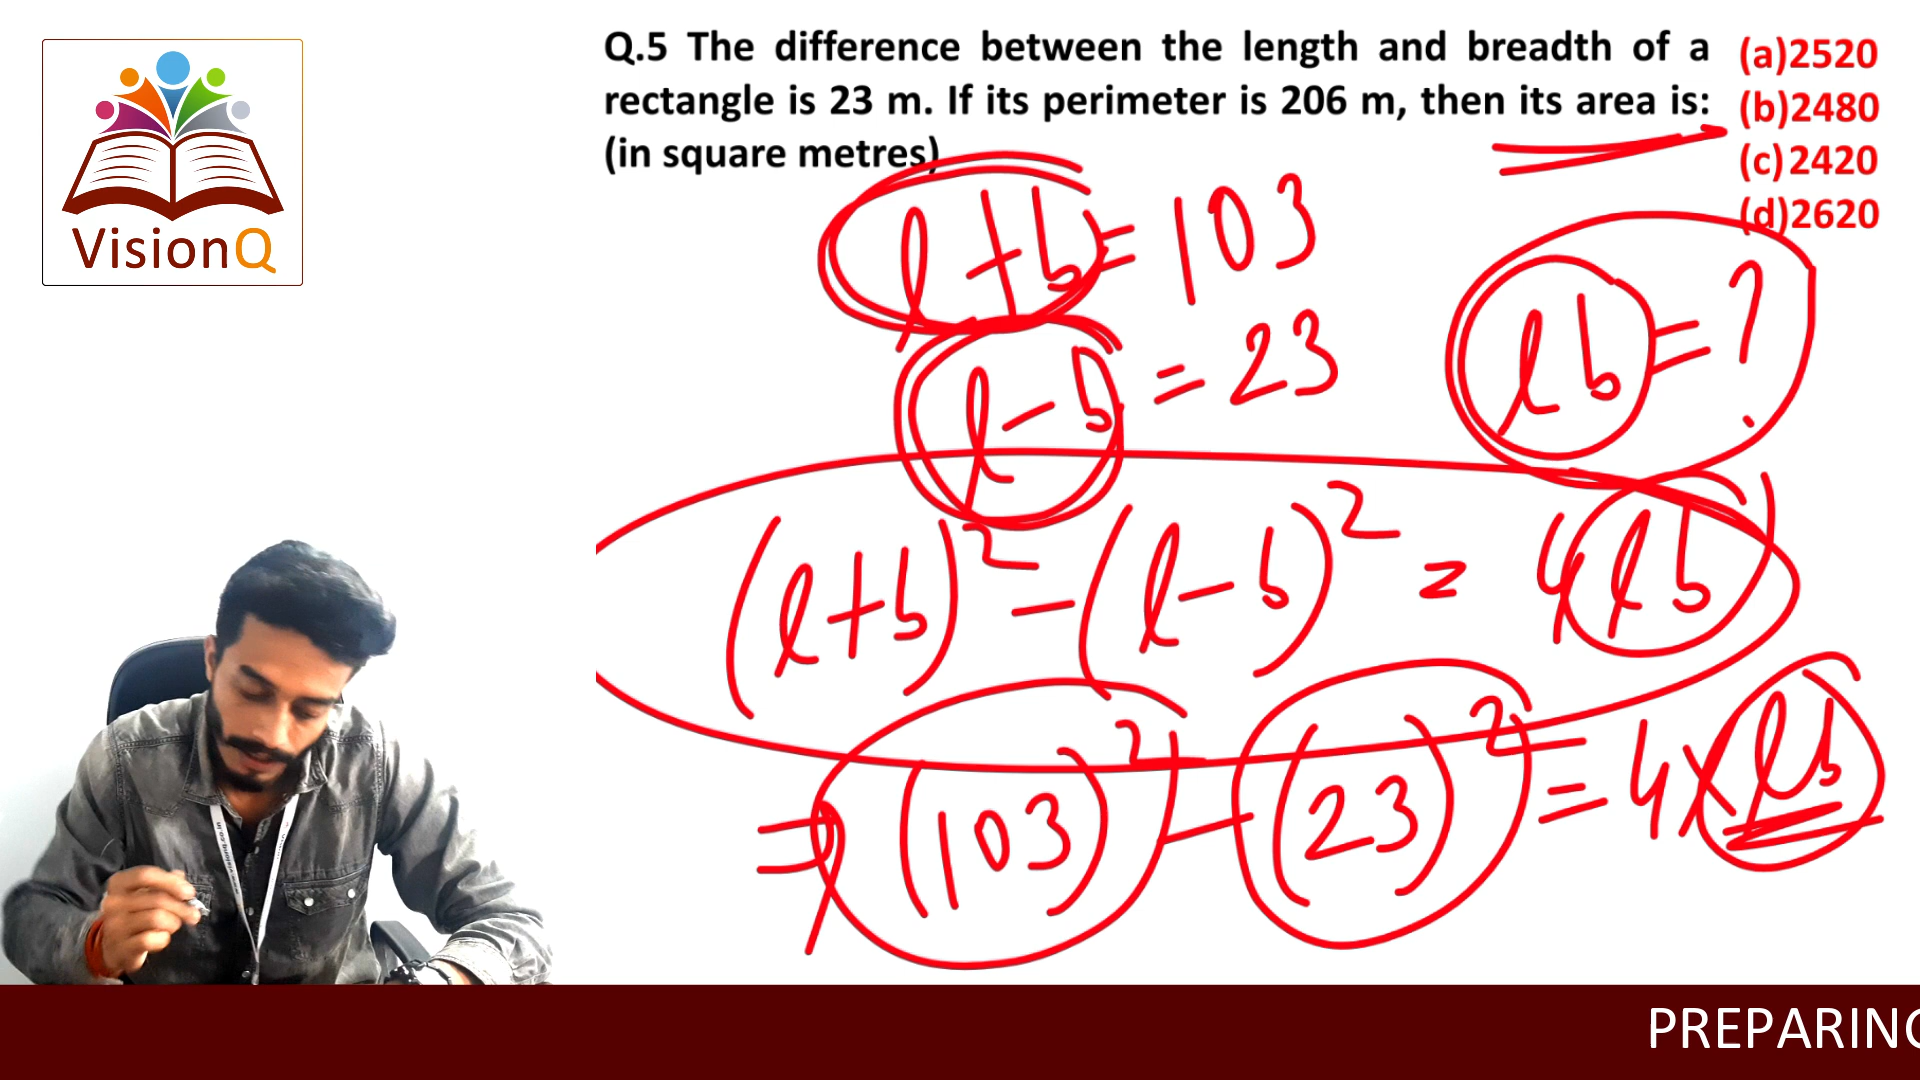 VisionQ
Q.5 The difference between the length and breadth of a
rectangle is 23 m. If its perimeter is 206 m, then its area is:
(in square metres)
(a)2520
(b)2480
(c)2420
(d)2620
l+b = 103
l-b = 23
lb = ?
(l+b)² - (l-b)² = 4lb
⇒ (103)² - (23)² = 4×lb
PREPARING